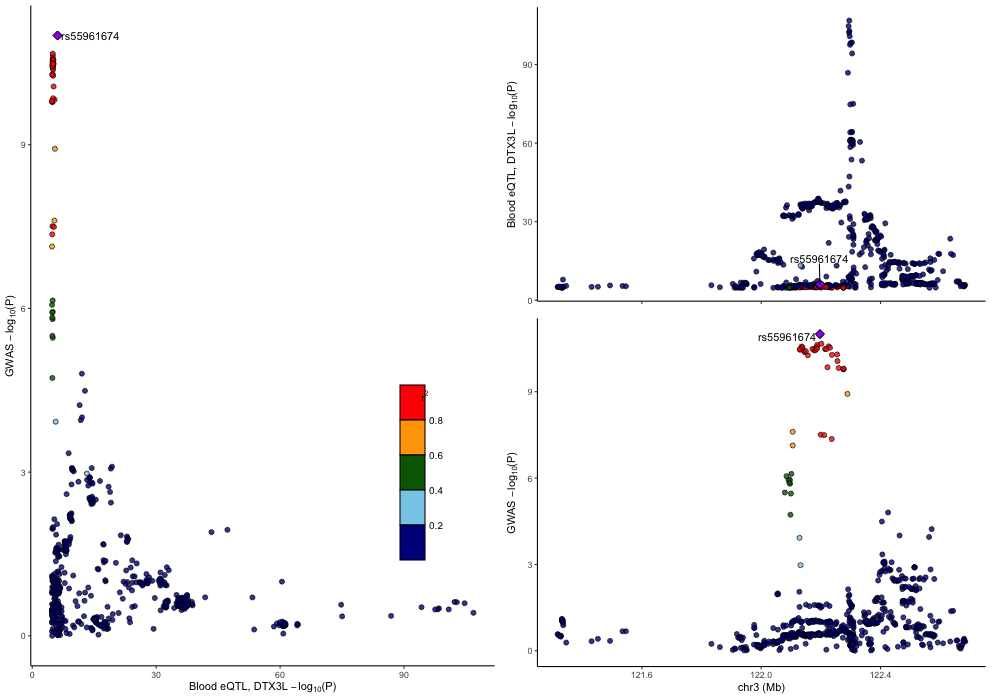 rs55961674
9
6
3
0
GWAS −log10(P)
0
30
60
90
Blood eQTL, DTX3L −log10(P)
r2
0.8
0.6
0.4
0.2
90
60
30
0
Blood eQTL, DTX3L −log10(P)
rs55961674
rs55961674
9
6
3
0
GWAS −log10(P)
121.6
122.0
122.4
chr3 (Mb)